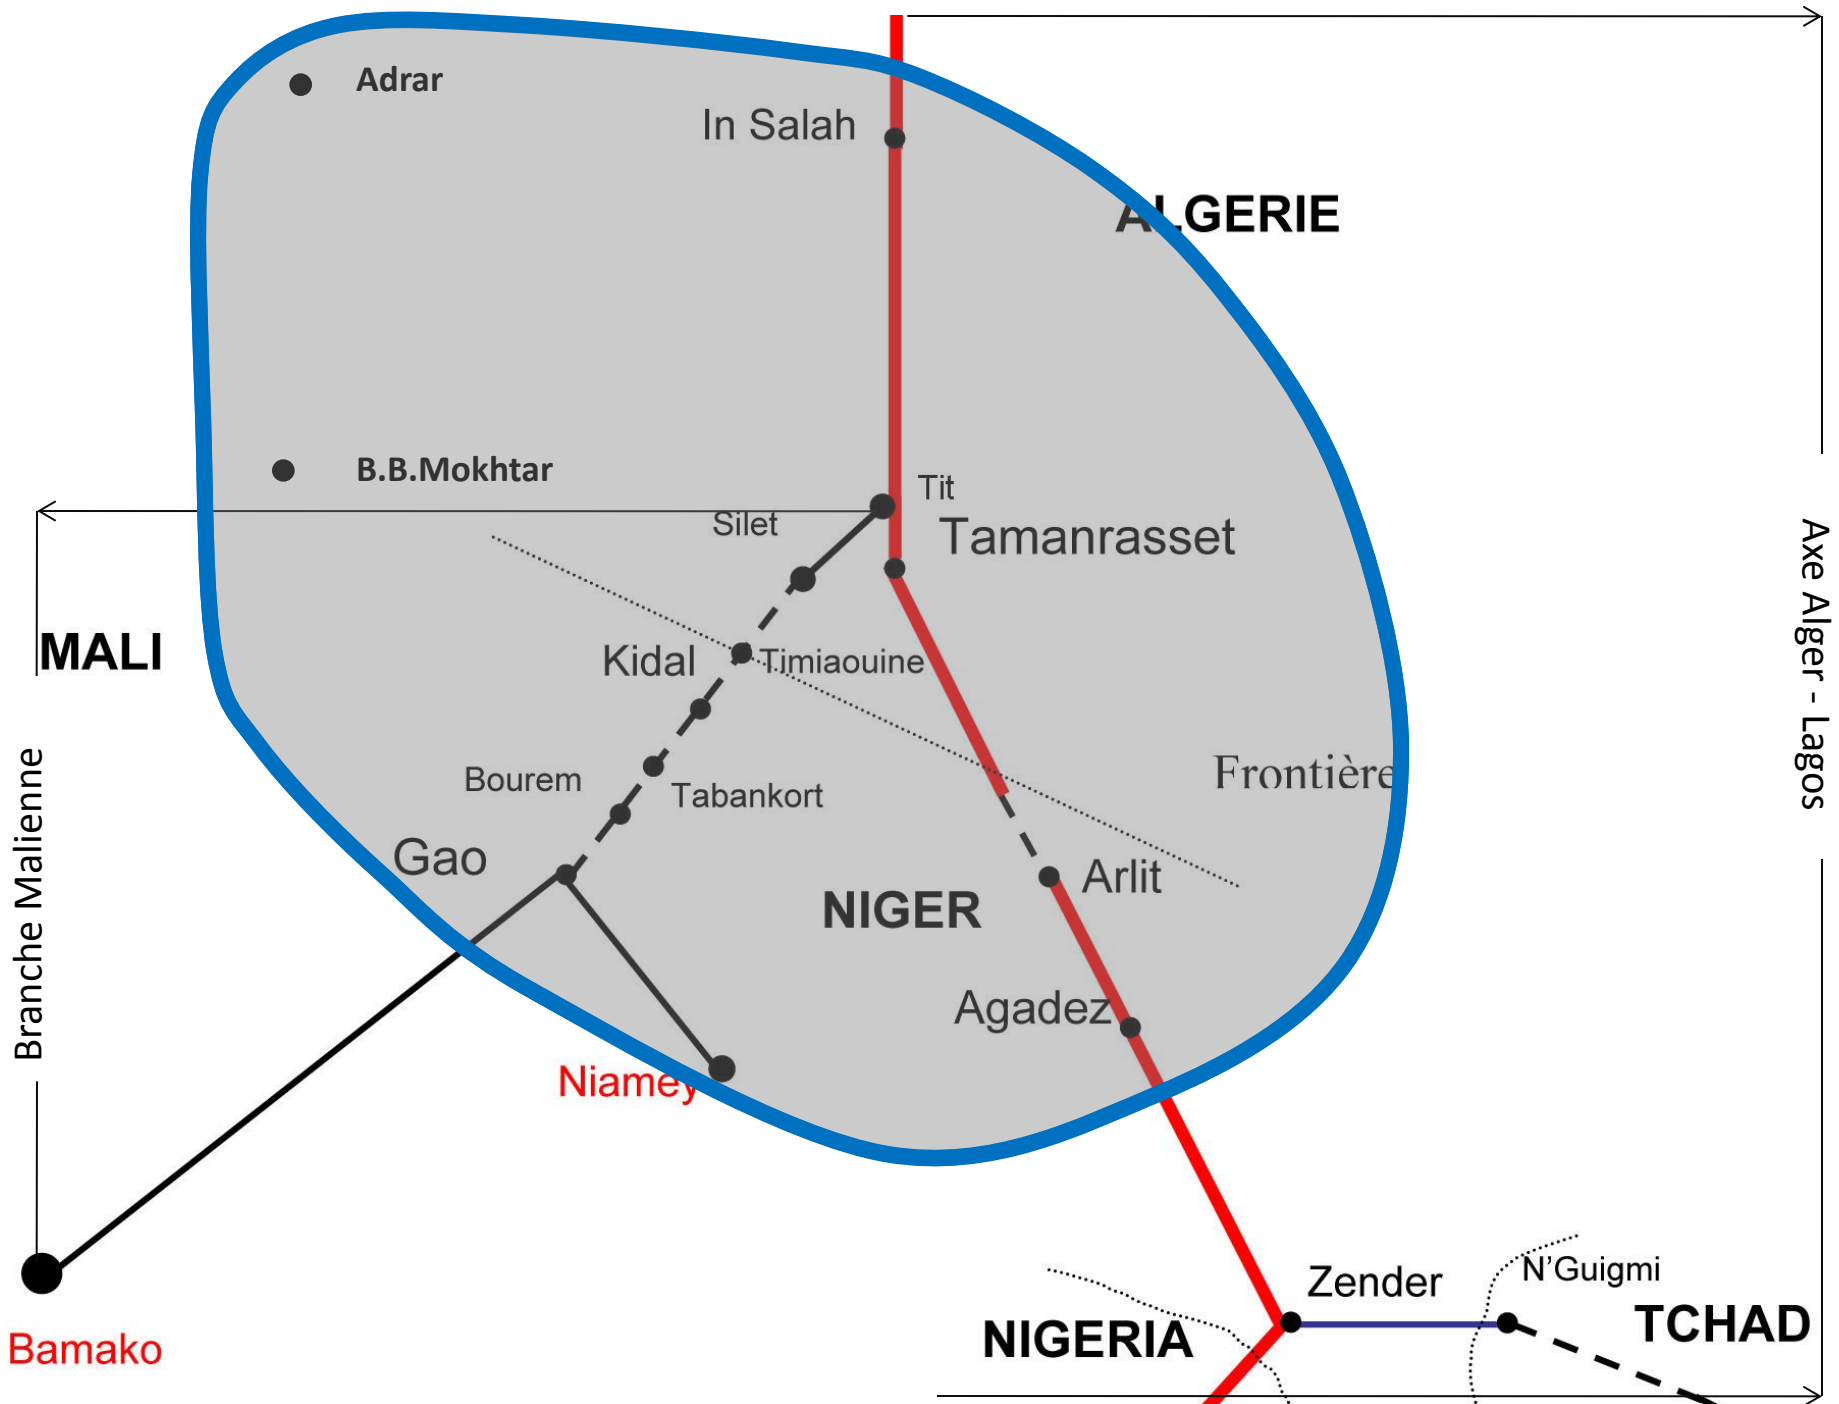 Adrar
In Salah
ALGERIE
B.B.Mokhtar
Tit
Silet
Tamanrasset
Axe Alger - Lagos
MALI
Kidal
Timiaouine
Frontière
Bourem
Tabankort
Branche Malienne
Gao
Arlit
NIGER
Agadez
Niamey
Zender
N'Guigmi
NIGERIA
TCHAD
Bamako